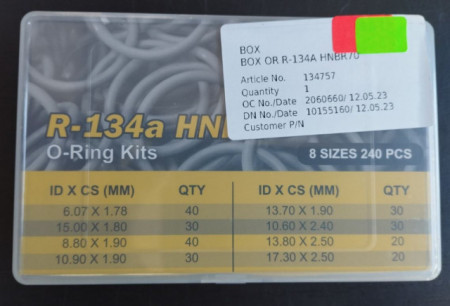 BOX
BOX OR R-134A HNBR70
Article No. 134757
Quantity 1
OC No./Date 2060660/ 12.05.23
DN No./Date 10155160/ 12.05.23
Customer P/N
R-134a HN
O-Ring Kits
8 SIZES 240 PCS
ID X CS (MM) QTY ID X CS (MM) QTY
6.07 X 1.78 40 13.70 X 1.90 30
15.00 X 1.80 30 10.60 X 2.40 30
8.80 X 1.90 40 13.80 X 2.50 20
10.90 X 1.90 30 17.30 X 2.50 20